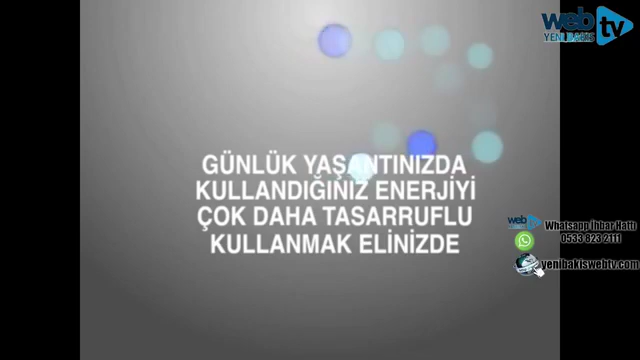 web tv
YENİ BAKIŞ
GÜNLÜK YAŞANTINIZDA
KULLANDIĞINIZ ENERJİYİ
ÇOK DAHA TASARRUFLU
KULLANMAK ELİNİZDE
web
Whatsapp İhbar Hattı
0533 823 2111
yenibakiswebtv.com